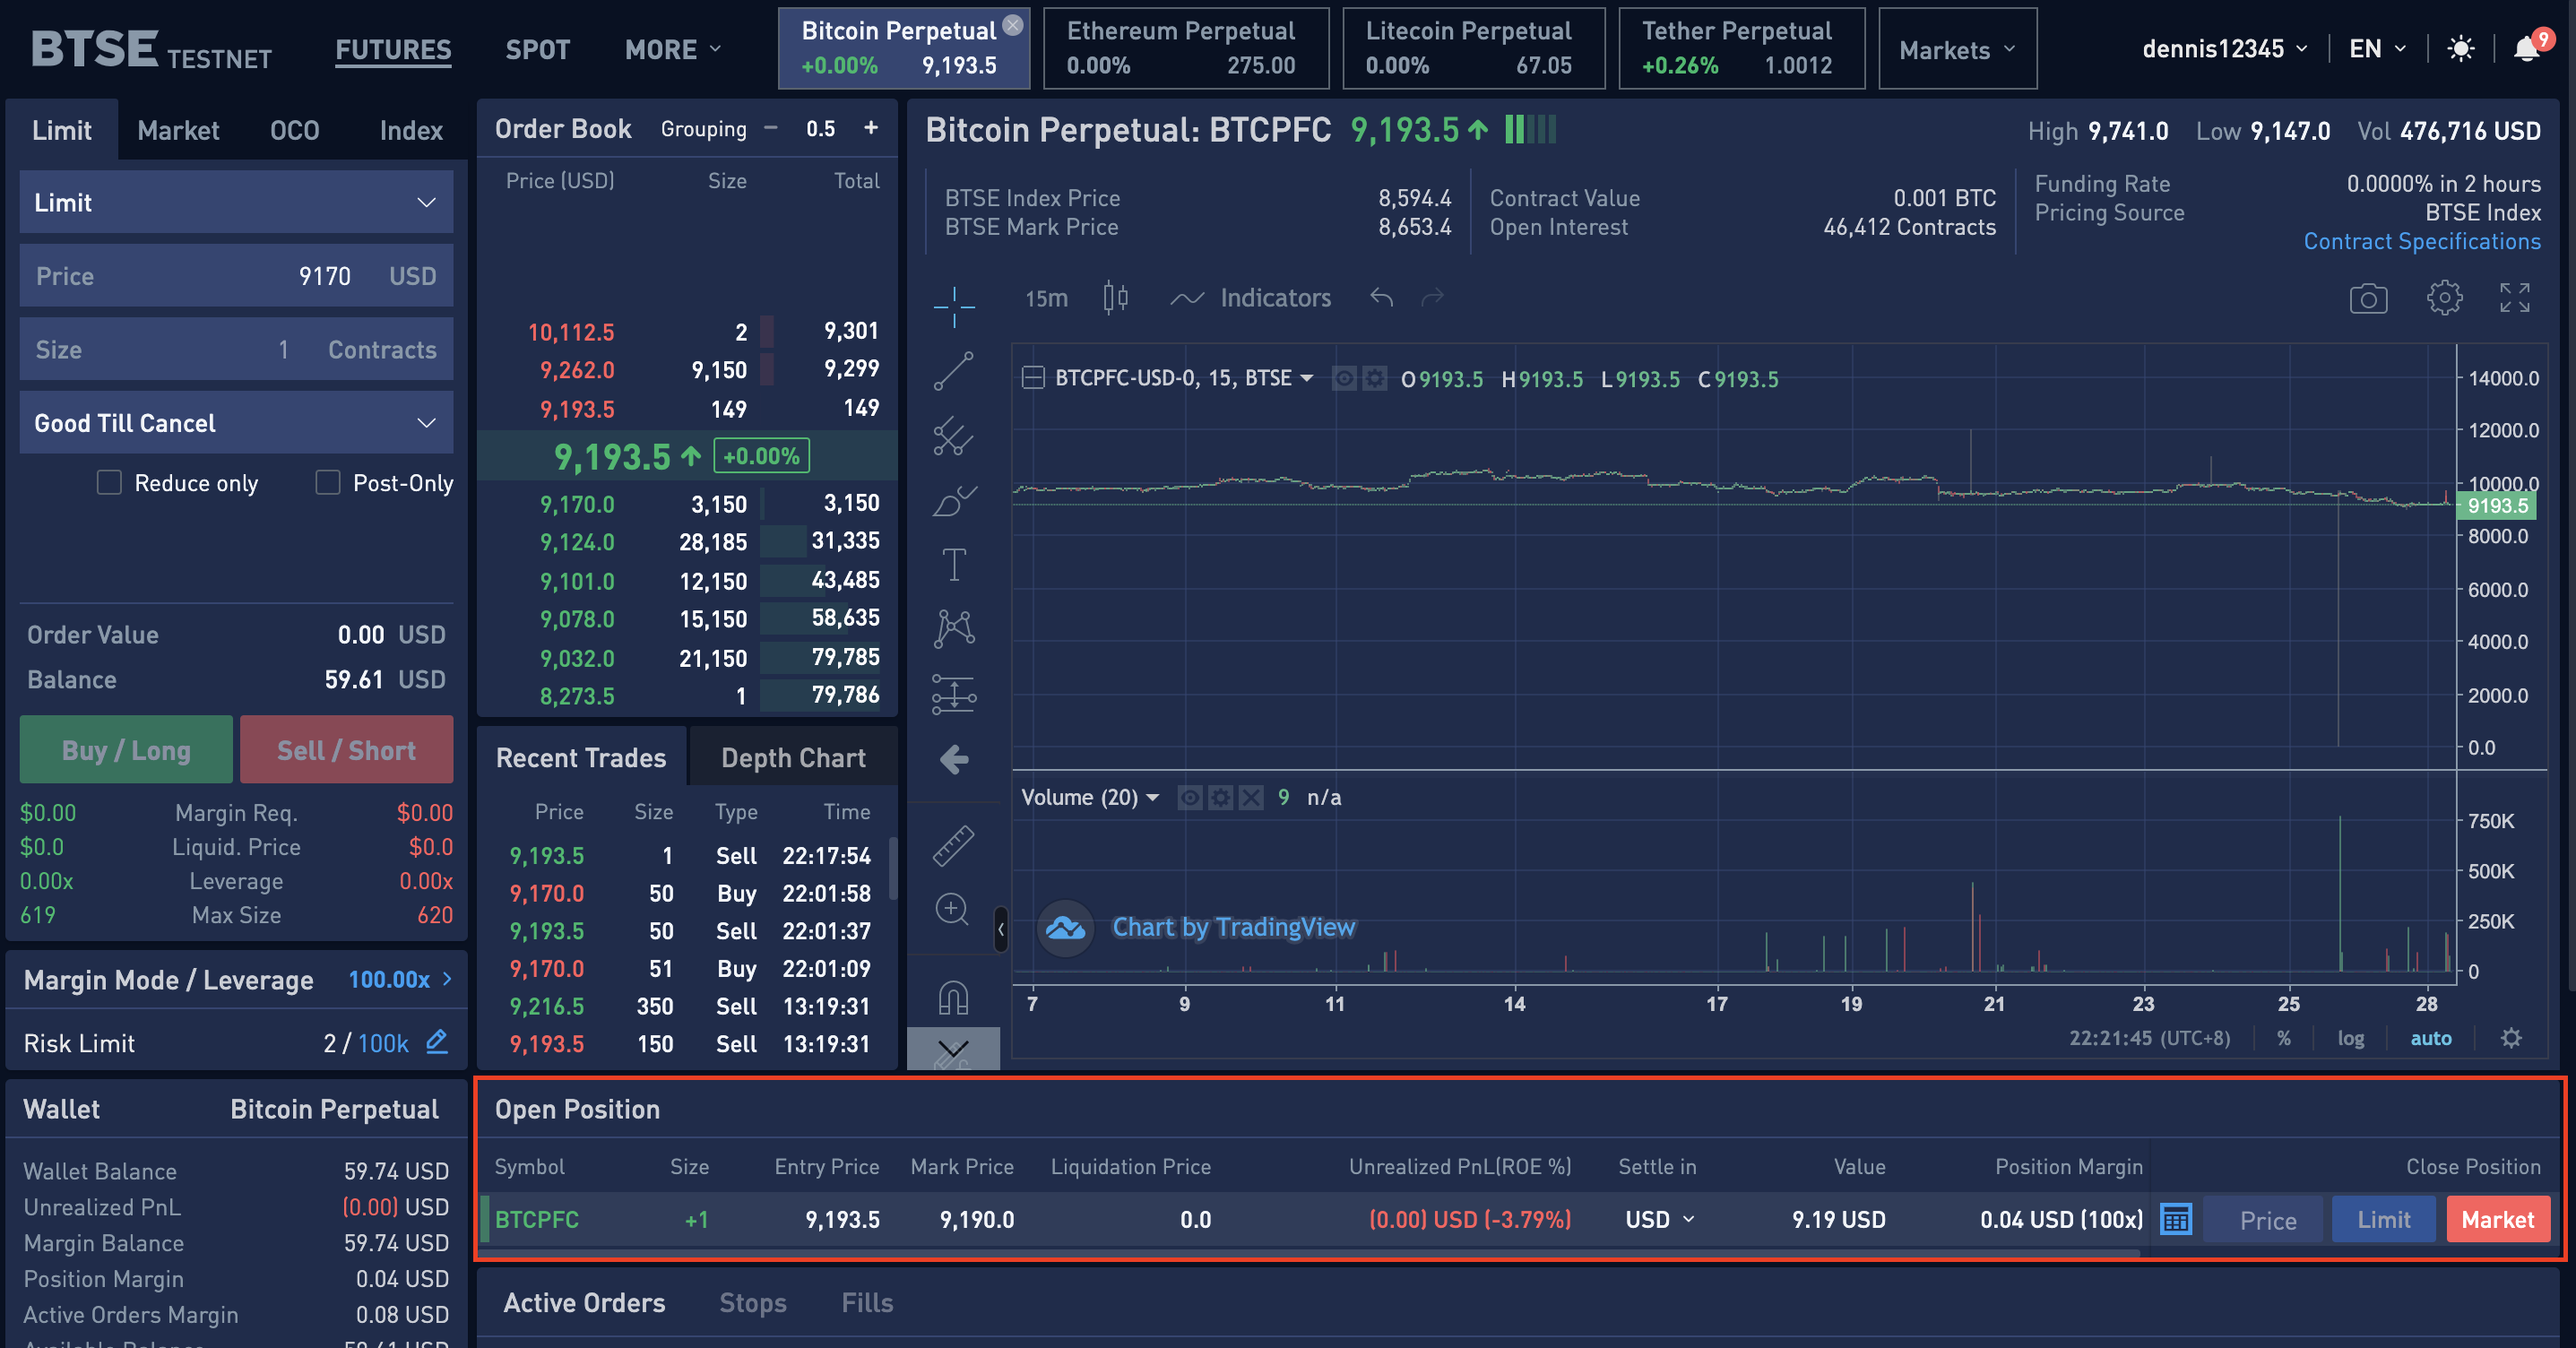 BTSE TESTNET
FUTURES
SPOT
MORE
Bitcoin Perpetual
+0.00% 9,193.5
Ethereum Perpetual
0.00% 275.00
Litecoin Perpetual
0.00% 67.05
Tether Perpetual
+0.26% 1.0012
Markets
dennis12345
EN
9
Limit Market OCO Index
Limit
Price 9170 USD
Size 1 Contracts
Good Till Cancel
Reduce only Post-Only
Order Value 0.00 USD
Balance 59.61 USD
Buy / Long Sell / Short
$0.00 Margin Req. $0.00
$0.0 Liquid. Price $0.0
0.00x Leverage 0.00x
619 Max Size 620
Margin Mode / Leverage 100.00x
Risk Limit 2 / 100k
Wallet Bitcoin Perpetual
Wallet Balance 59.74 USD
Unrealized PnL (0.00) USD
Margin Balance 59.74 USD
Position Margin 0.04 USD
Active Orders Margin 0.08 USD
Available Balance 59.61 USD
Order Book Grouping − 0.5 +
Price (USD) Size Total
10,112.5 2 9,301
9,262.0 9,150 9,299
9,193.5 149 149
9,193.5 +0.00%
9,170.0 3,150 3,150
9,124.0 28,185 31,335
9,101.0 12,150 43,485
9,078.0 15,150 58,635
9,032.0 21,150 79,785
8,273.5 1 79,786
Recent Trades Depth Chart
Price Size Type Time
9,193.5 1 Sell 22:17:54
9,170.0 50 Buy 22:01:58
9,193.5 50 Sell 22:01:37
9,170.0 51 Buy 22:01:09
9,216.5 350 Sell 13:19:31
9,193.5 150 Sell 13:19:31
Bitcoin Perpetual: BTCPFC 9,193.5
High 9,741.0 Low 9,147.0 Vol 476,716 USD
BTSE Index Price 8,594.4
BTSE Mark Price 8,653.4
Contract Value 0.001 BTC
Open Interest 46,412 Contracts
Funding Rate 0.0000% in 2 hours
Pricing Source BTSE Index
Contract Specifications
15m Indicators
BTCPFC-USD-0, 15, BTSE O9193.5 H9193.5 L9193.5 C9193.5
14000.0
12000.0
10000.0
9193.5
8000.0
6000.0
4000.0
2000.0
0.0
Volume (20) 9 n/a
750K
500K
250K
0
Chart by TradingView
7 9 11 14 17 19 21 23 25 28
22:21:45 (UTC+8) % log auto
Open Position
Symbol Size Entry Price Mark Price Liquidation Price Unrealized PnL(ROE %) Settle in Value Position Margin Close Position
BTCPFC +1 9,193.5 9,190.0 0.0 (0.00) USD (-3.79%) USD 9.19 USD 0.04 USD (100x) Price Limit Market
Active Orders Stops Fills